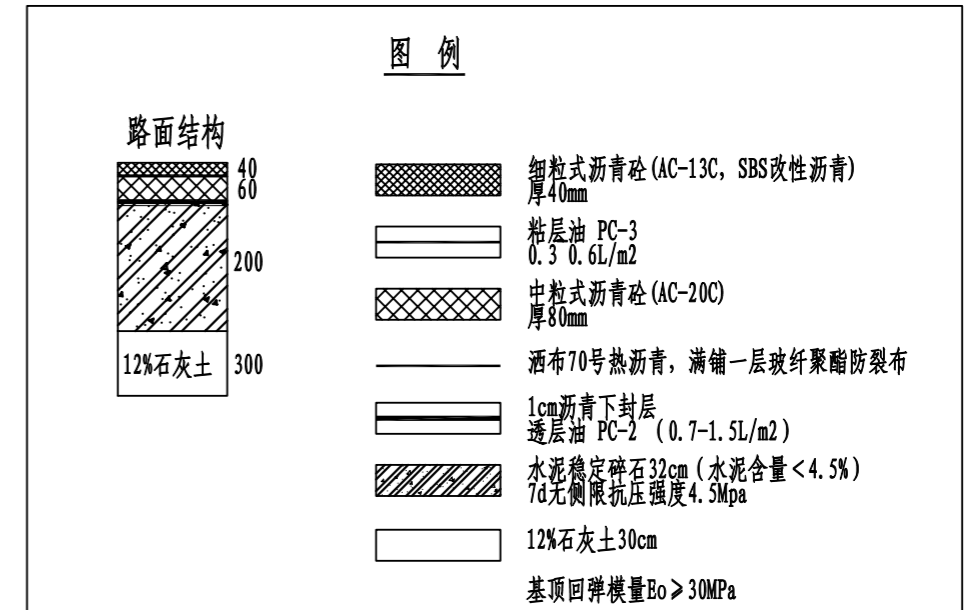 图 例
路面结构
40
60
200
12%石灰土
300
细粒式沥青砼(AC-13C, SBS改性沥青)
厚40mm
粘层油 PC-3
0.3 0.6L/m2
中粒式沥青砼(AC-20C)
厚80mm
洒布70号热沥青, 满铺一层玻纤聚酯防裂布
1cm沥青下封层
透层油 PC-2 (0.7-1.5L/m2)
水泥稳定碎石32cm(水泥含量<4.5%)
7d无侧限抗压强度4.5Mpa
12%石灰土30cm
基顶回弹模量Eo≥30MPa